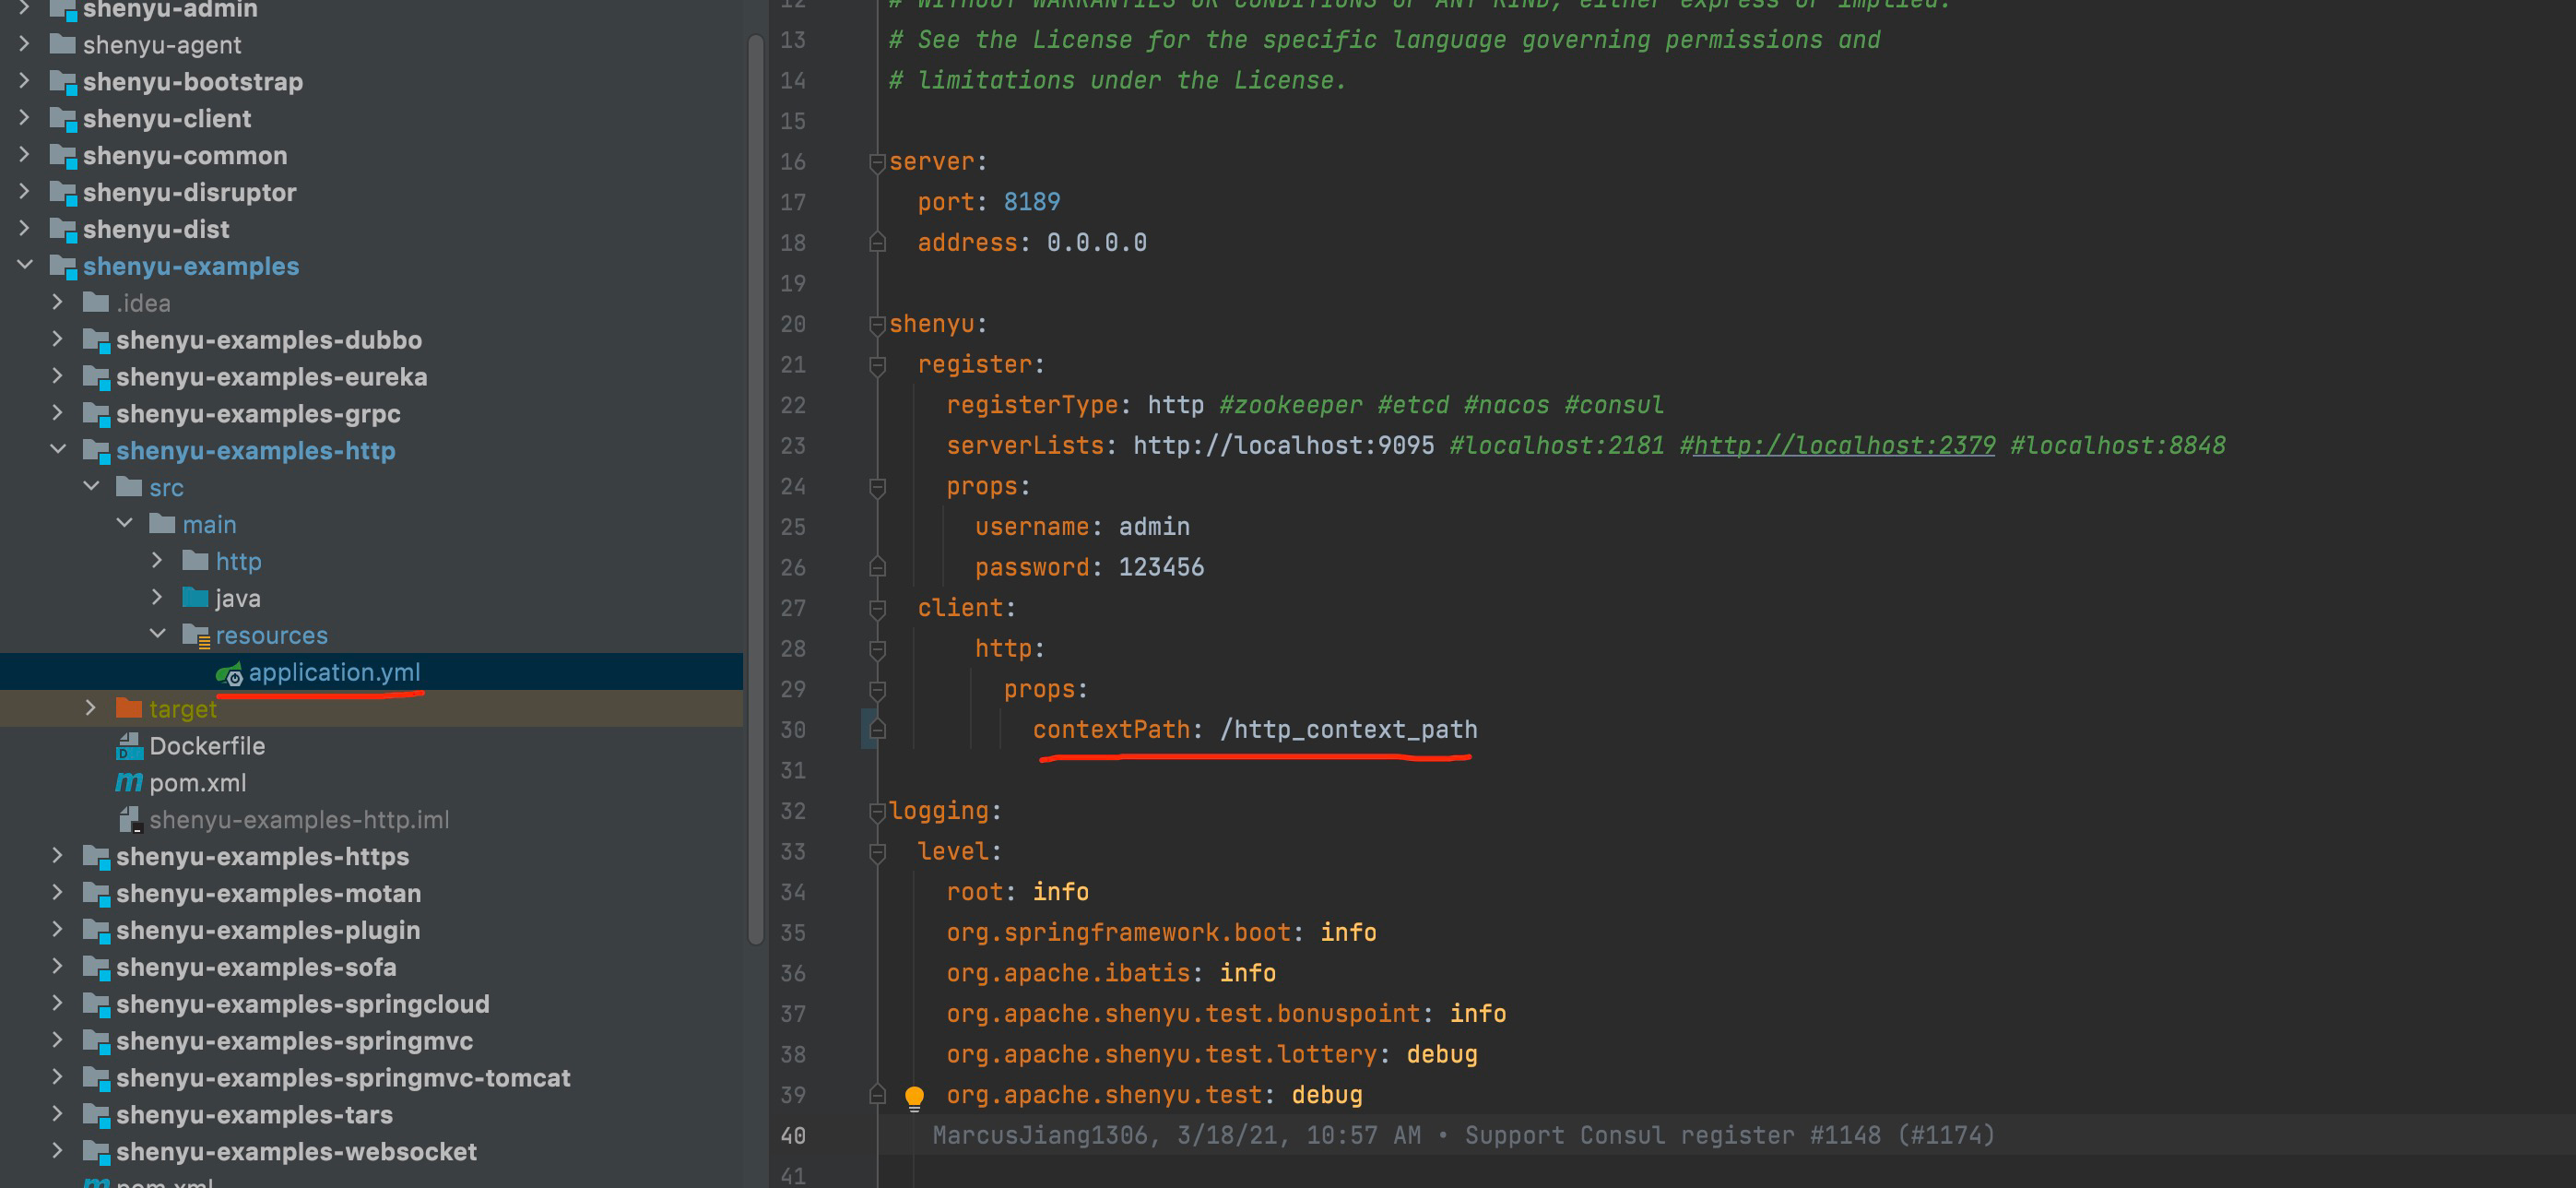 shenyu-admin
shenyu-agent
shenyu-bootstrap
shenyu-client
shenyu-common
shenyu-disruptor
shenyu-dist
shenyu-examples
.idea
shenyu-examples-dubbo
shenyu-examples-eureka
shenyu-examples-grpc
shenyu-examples-http
src
main
http
java
resources
application.yml
target
Dockerfile
pom.xml
shenyu-examples-http.iml
shenyu-examples-https
shenyu-examples-motan
shenyu-examples-plugin
shenyu-examples-sofa
shenyu-examples-springcloud
shenyu-examples-springmvc
shenyu-examples-springmvc-tomcat
shenyu-examples-tars
shenyu-examples-websocket
pom.xml
12 # WITHOUT WARRANTIES OR CONDITIONS OF ANY KIND, either express or implied.
13 # See the License for the specific language governing permissions and
14 # limitations under the License.
15
16 server:
17 port: 8189
18 address: 0.0.0.0
19
20 shenyu:
21 register:
22 registerType: http #zookeeper #etcd #nacos #consul
23 serverLists: http://localhost:9095 #localhost:2181 #http://localhost:2379 #localhost:8848
24 props:
25 username: admin
26 password: 123456
27 client:
28 http:
29 props:
30 contextPath: /http_context_path
31
32 logging:
33 level:
34 root: info
35 org.springframework.boot: info
36 org.apache.ibatis: info
37 org.apache.shenyu.test.bonuspoint: info
38 org.apache.shenyu.test.lottery: debug
39 org.apache.shenyu.test: debug
40 MarcusJiang1306, 3/18/21, 10:57 AM • Support Consul register #1148 (#1174)
41